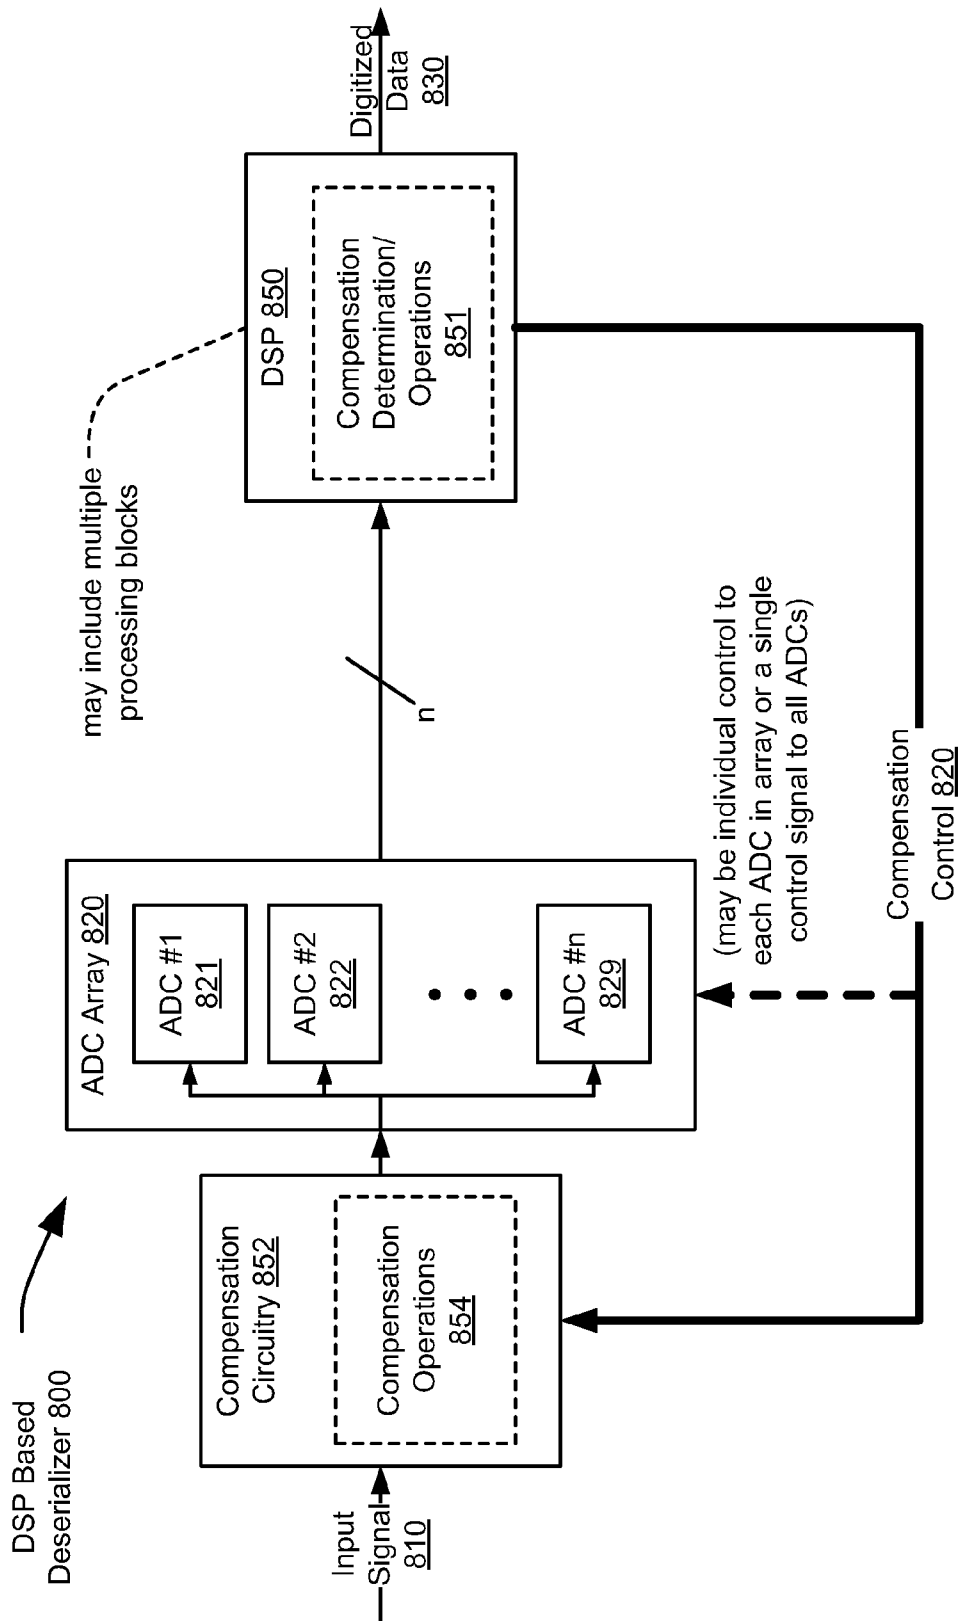 DSP Based
Deserializer 800
Input
Signal
810
Compensation
Circuitry 852
Compensation
Operations
854
ADC Array 820
ADC #1
821
ADC #2
822
ADC #n
829
n
may include multiple
processing blocks
DSP 850
Compensation
Determination/
Operations
851
Digitized
Data
830
(may be individual control to
each ADC in array or a single
control signal to all ADCs)
Compensation
Control 820